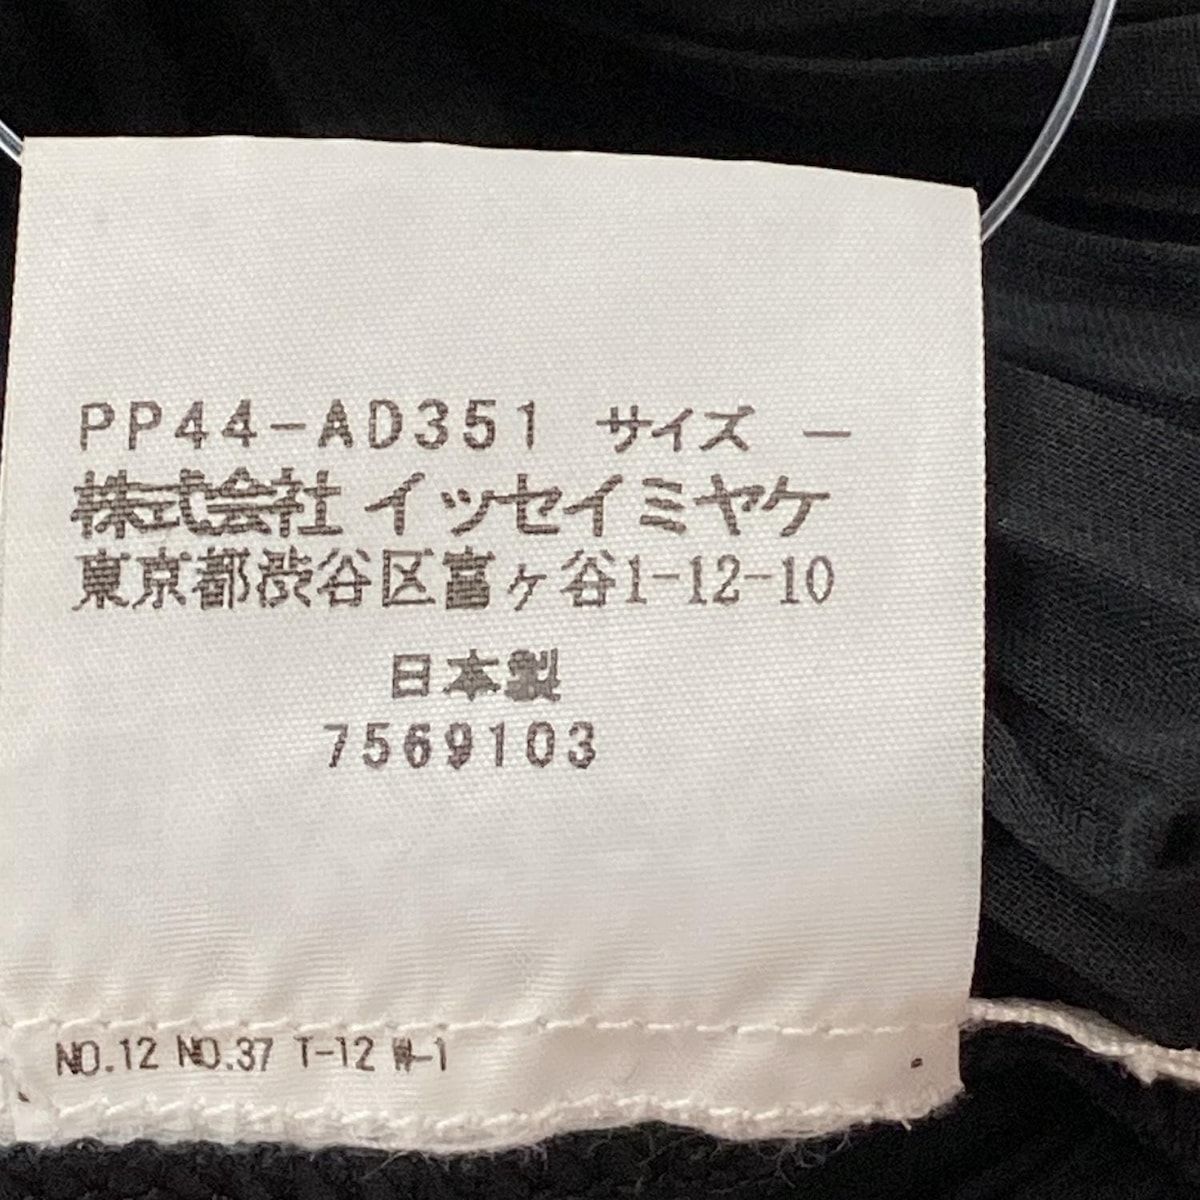 PP44-AD351 サイズ —
株式会社 イッセイミヤケ
東京都渋谷区富ヶ谷1-12-10
日本製
7569103
NO.12 NO.37 T-12 W-1